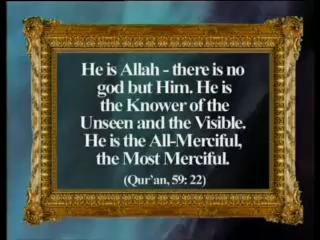 He is Allah - there is no
god but Him. He is
the Knower of the
Unseen and the Visible.
He is the All-Merciful,
the Most Merciful.
(Qur'an, 59: 22)